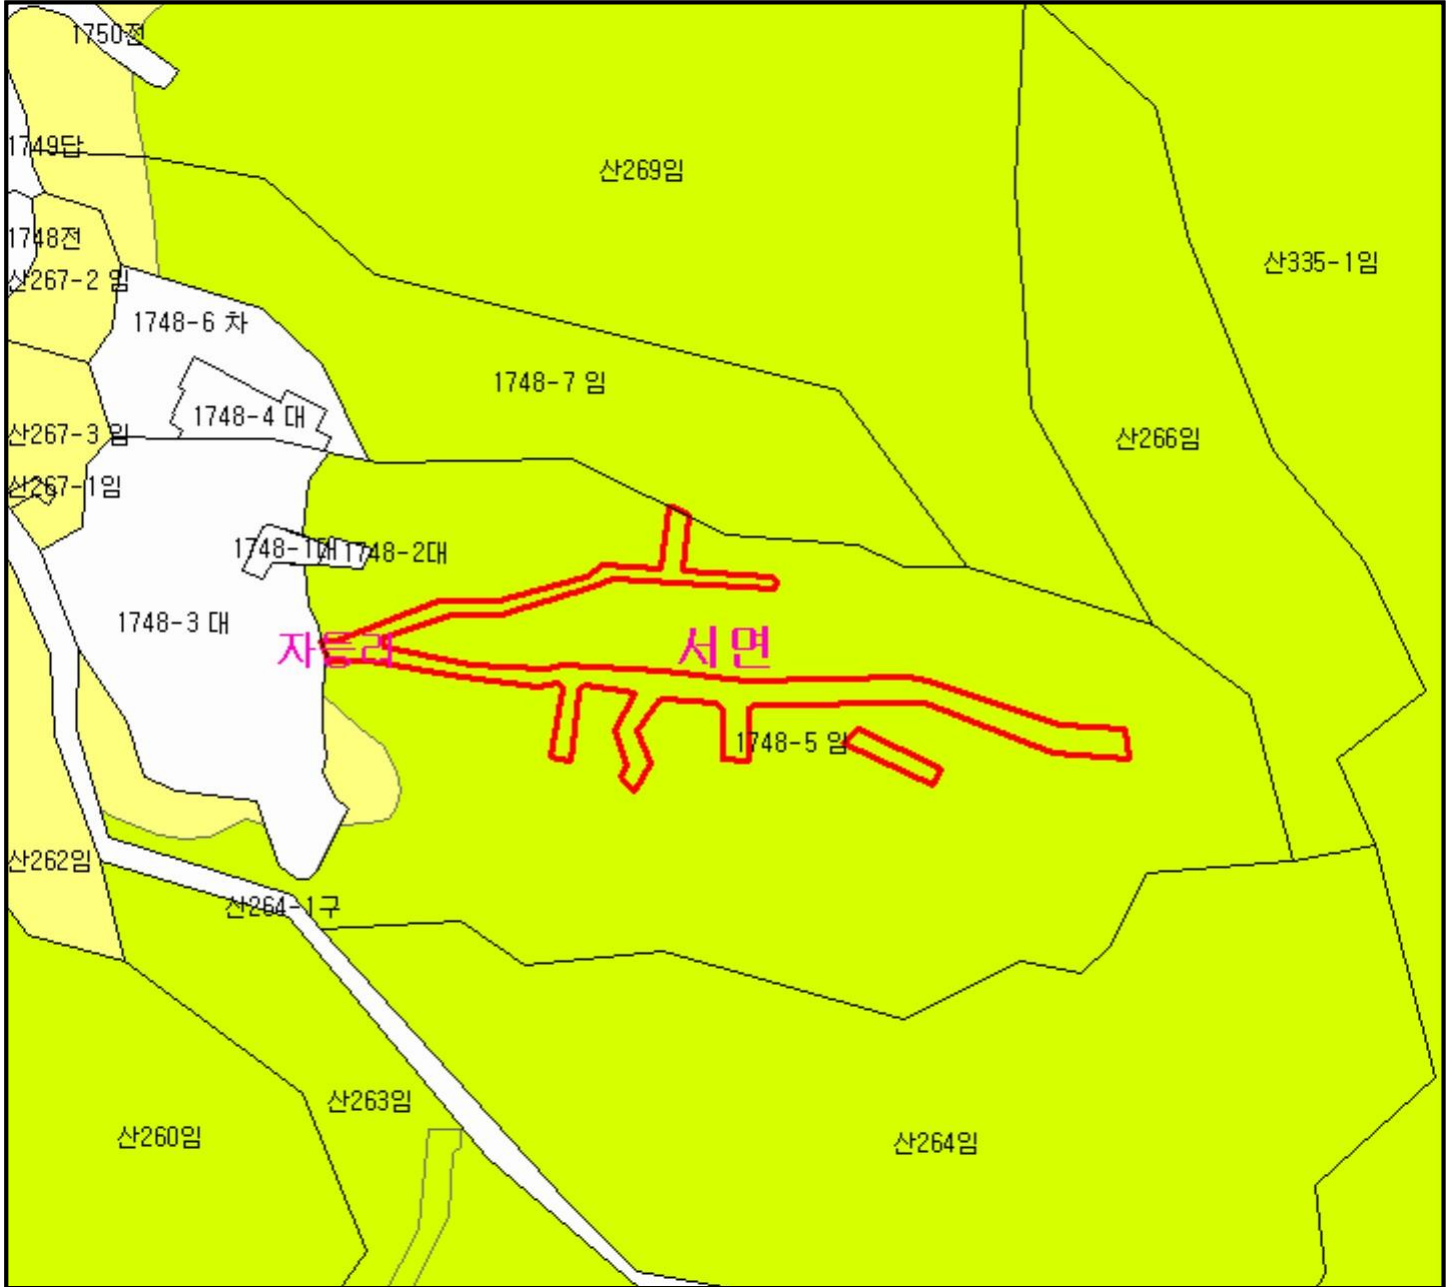 1750전
1749답
산269임
1748전
산335-1임
산267-2 임
1748-6 차
1748-7 임
1748-4 대
산267-3 임
산266임
산267-1임
1748-1대
1748-2대
1748-3 대
자등리
서면
1748-5 임
산262임
산264-1구
산263임
산260임
산264임